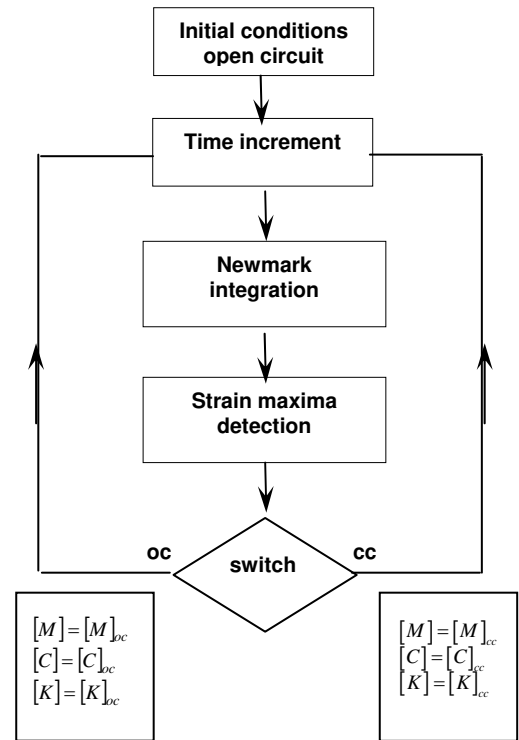 Initial conditions
open circuit
Time increment
Newmark
integration
Strain maxima
detection
oc
switch
cc
[M]=[M]oc
[C]=[C]oc
[K]=[K]oc
[M]=[M]cc
[C]=[C]cc
[K]=[K]cc